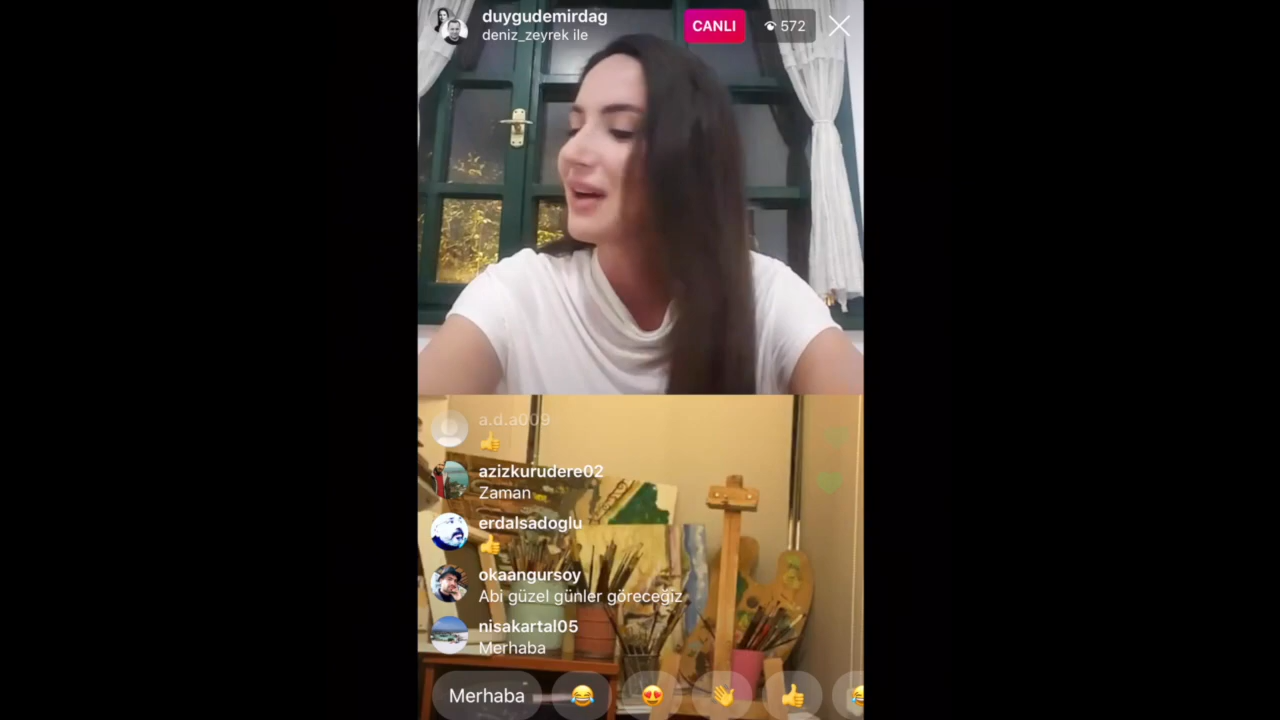 duygudemirdag
deniz_zeyrek ile
CANLI
572
a.d.a009
👍
azizkurudere02
Zaman
erdalsadoglu
👍
okaangursoy
Abi güzel günler göreceğiz
nisakartal05
Merhaba
Merhaba 😂 😍 👋 👍